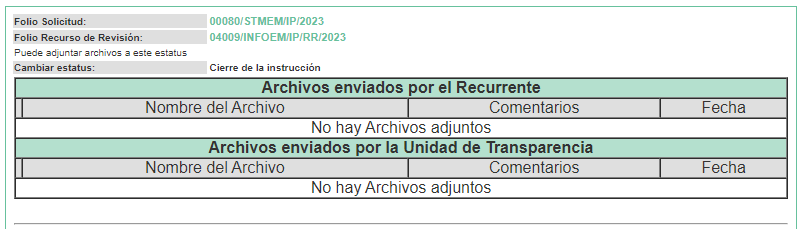 Folio Solicitud: 00080/STMEM/IP/2023
Folio Recurso de Revisión: 04009/INFOEM/IP/RR/2023
Puede adjuntar archivos a este estatus
Cambiar estatus: Cierre de la instrucción
Archivos enviados por el Recurrente
Nombre del Archivo Comentarios Fecha
No hay Archivos adjuntos
Archivos enviados por la Unidad de Transparencia
Nombre del Archivo Comentarios Fecha
No hay Archivos adjuntos